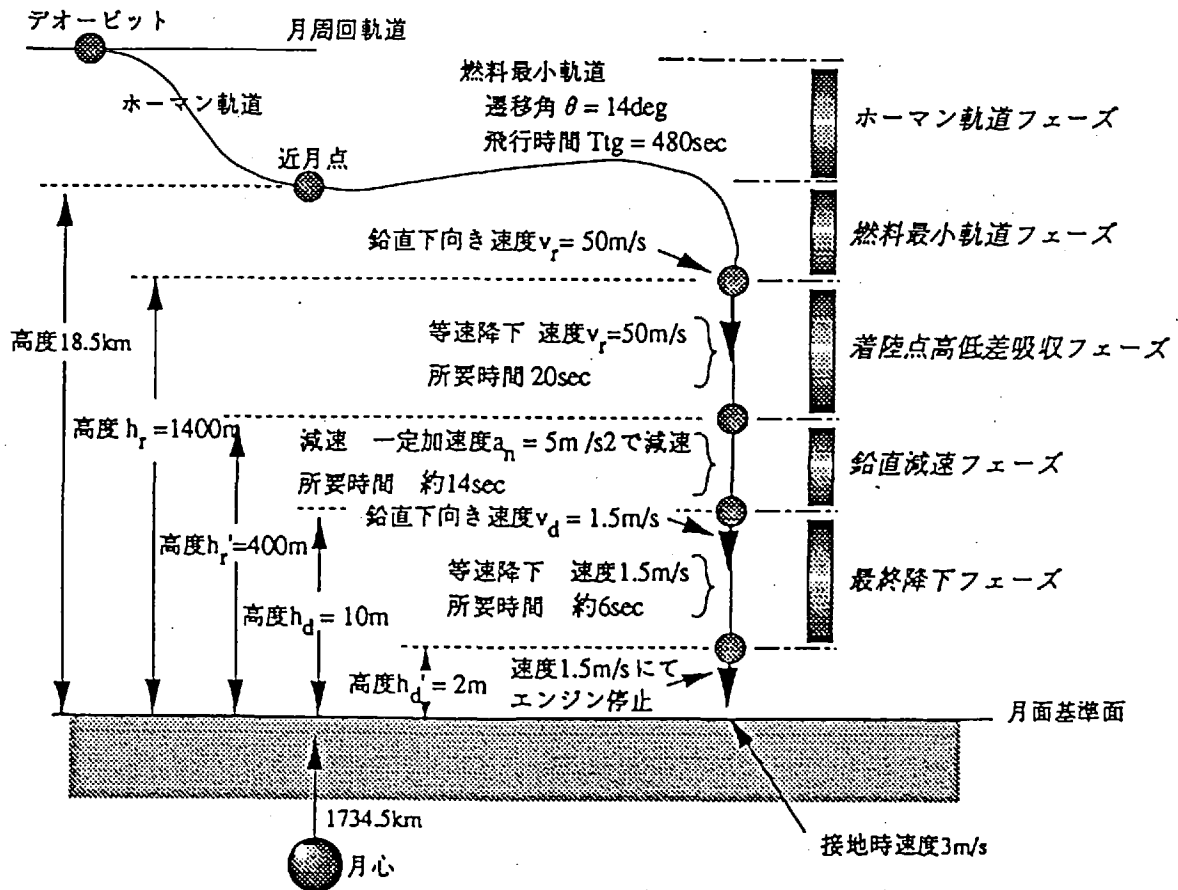 デオービット
月周回軌道
ホーマン軌道
近月点
燃料最小軌道
遷移角 θ = 14deg
飛行時間 Ttg = 480sec
ホーマン軌道フェーズ
燃料最小軌道フェーズ
着陸点高低差吸収フェーズ
鉛直減速フェーズ
最終降下フェーズ
鉛直下向き速度vr= 50m/s
等速降下 速度vr=50m/s
所要時間 20sec
減速 一定加速度an = 5m /s2で減速
所要時間 約14sec
鉛直下向き速度vd = 1.5m/s
等速降下 速度1.5m/s
所要時間 約6sec
速度1.5m/s にて
エンジン停止
高度18.5km
高度 hr =1400m
高度hr'=400m
高度hd = 10m
高度hd' = 2m
月面基準面
1734.5km
月心
接地時速度3m/s